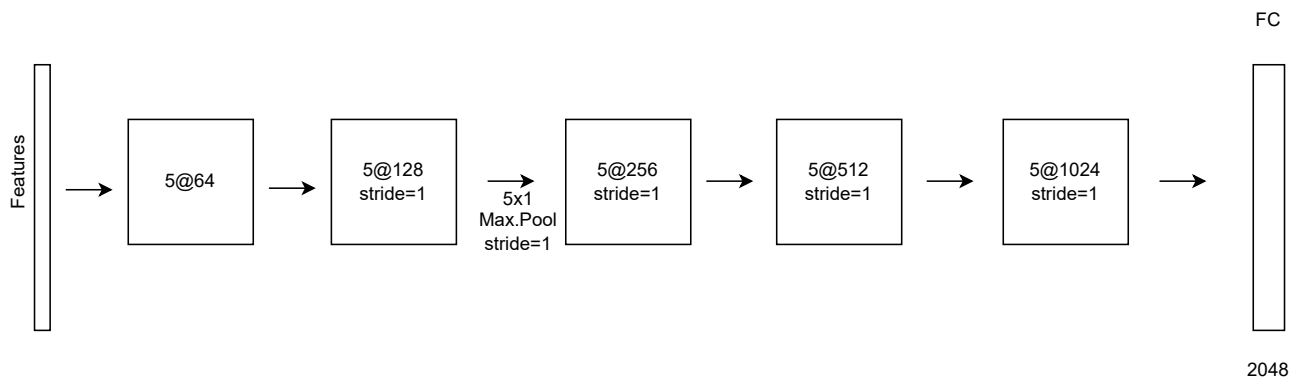 Features
5@64
5@128
stride=1
5x1
Max.Pool
stride=1
5@256
stride=1
5@512
stride=1
5@1024
stride=1
FC
2048